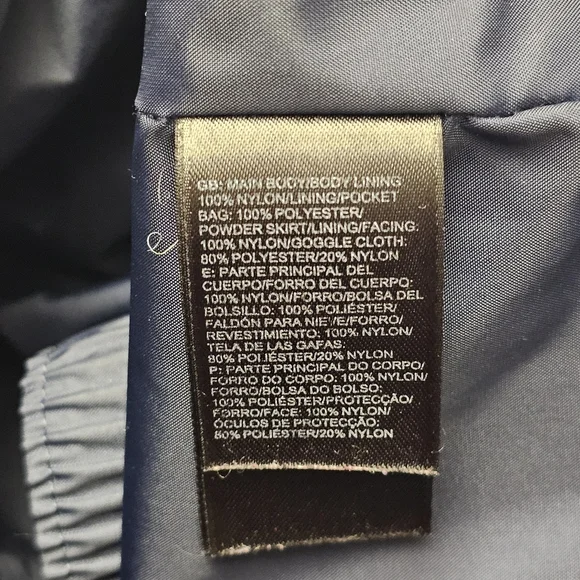 GB: MAIN BODY/BODY LINING
100% NYLON/LINING/POCKET
BAG: 100% POLYESTER/
POWDER SKIRT/LINING/FACING:
100% NYLON/GOGGLE CLOTH:
80% POLYESTER/20% NYLON
E: PARTE PRINCIPAL DEL
CUERPO/FORRO DEL CUERPO:
100% NYLON/FORRO/BOLSA DEL
BOLSILLO: 100% POLIÉSTER/
FALDÓN PARA NIEVE/FORRO/
REVESTIMIENTO: 100% NYLON/
TELA DE LAS GAFAS:
80% POLIÉSTER/20% NYLON
P: PARTE PRINCIPAL DO CORPO/
FORRO DO CORPO: 100% NYLON/
FORRO/BOLSA DO BOLSO:
100% POLIÉSTER/PROTECÇÃO/
FORRO/FACE: 100% NYLON/
ÓCULOS DE PROTECÇÃO:
80% POLIÉSTER/20% NYLON